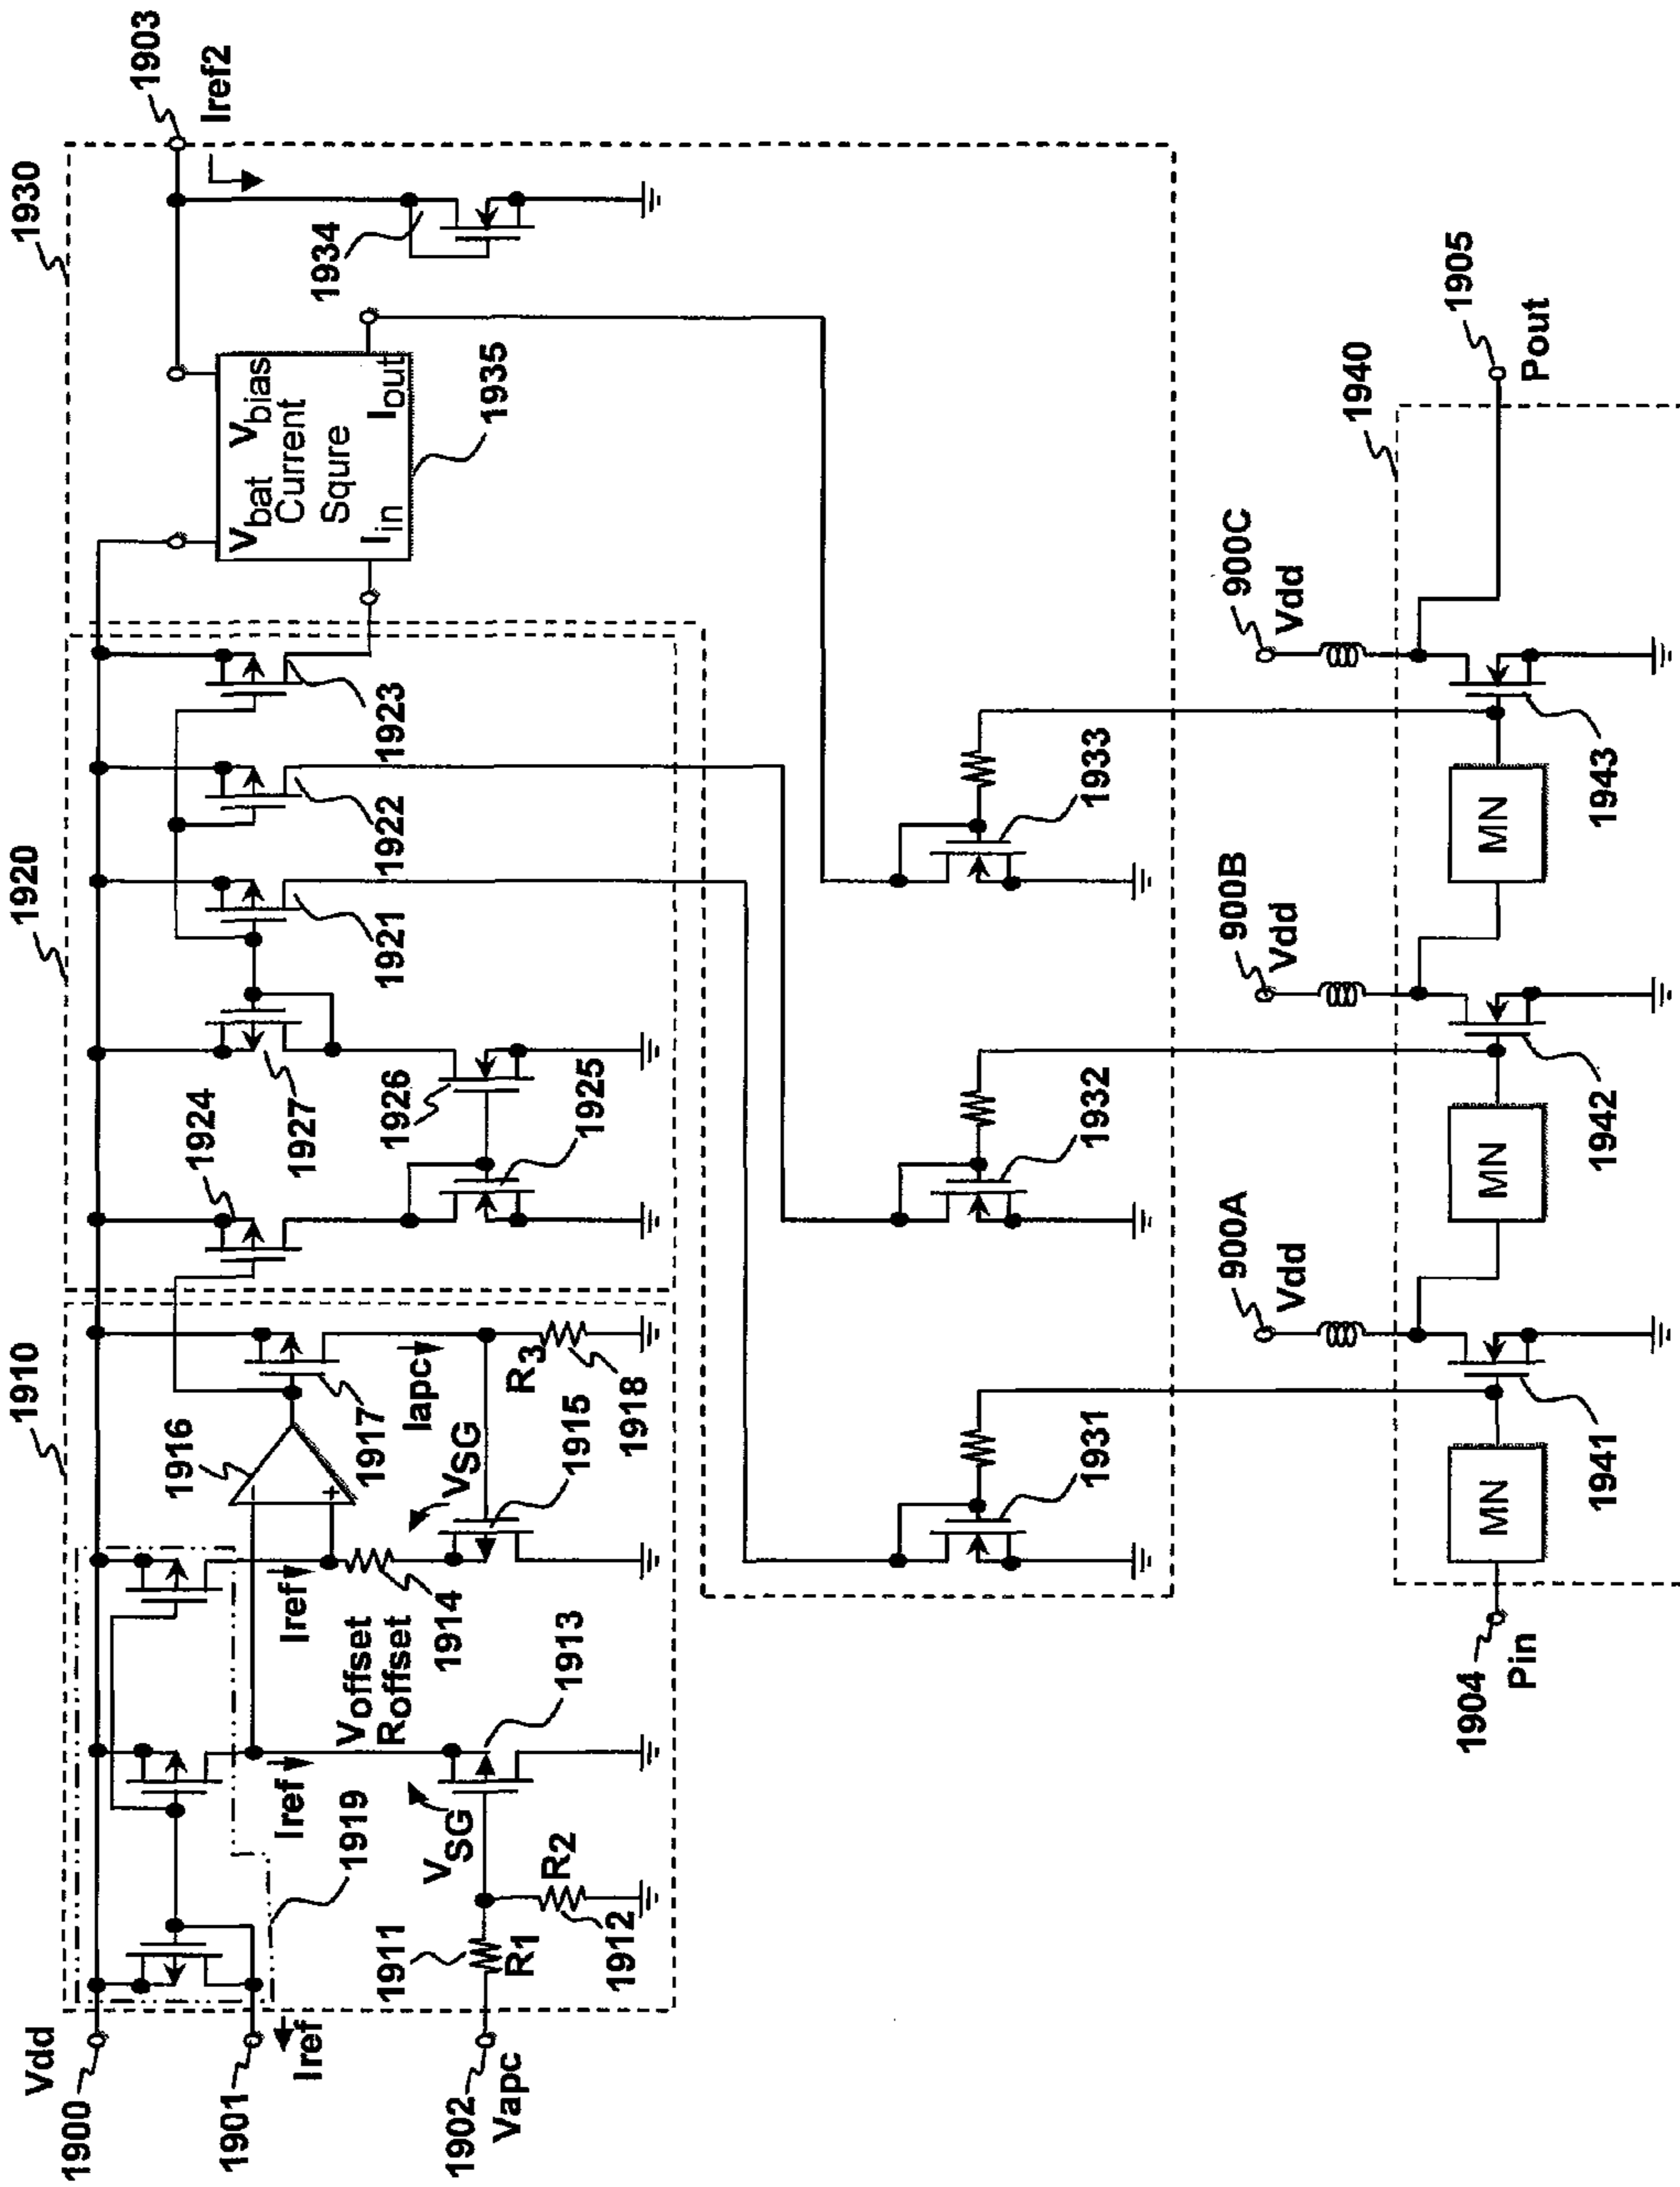 1910
1920
1930
Vdd
1900
1901
Iref
1902
Vapc
1919
Iref
Iref
1916
1917
Iapc
VSG
VSG
Voffset
Roffset
1914
1915
R3
1918
1913
1911
R1
R2
1912
1924
1927
1926
1925
1921
1922
1923
Vbat Vbias
Current
Squre
Iin Iout
1935
1934
1903
Iref2
1931
1932
1933
900A
Vdd
900B
Vdd
900C
Vdd
1940
1905
Pout
1904
Pin
MN
1941
MN
1942
MN
1943